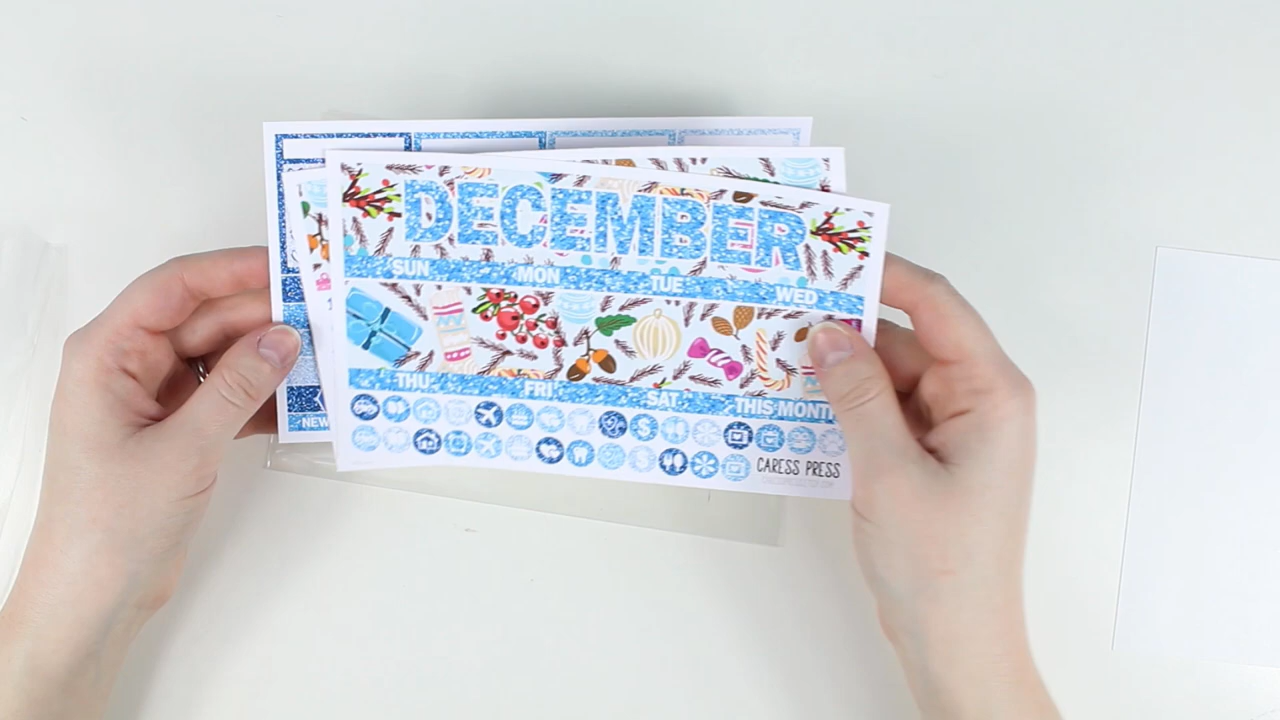 DECEMBER
SUN MON TUE WED
THU FRI SAT THIS MONTH
CARESS PRESS
NEW